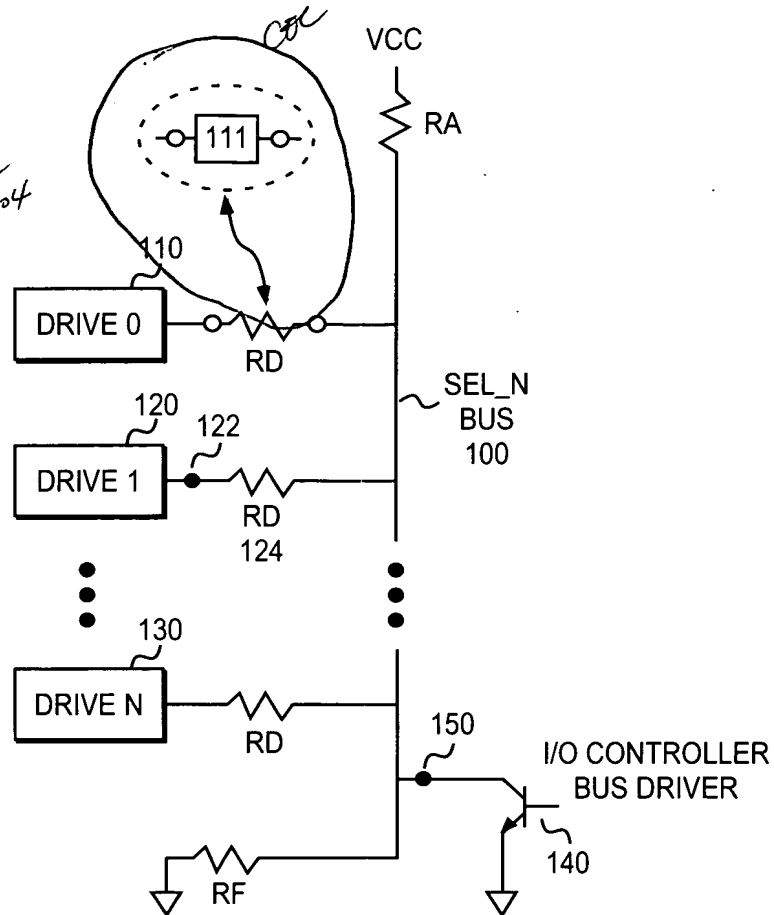 VCC
111
RA
04
110
DRIVE 0
RD
SEL_N
BUS
100
120
122
DRIVE 1
RD
124
130
DRIVE N
RD
150
I/O CONTROLLER
BUS DRIVER
140
RF